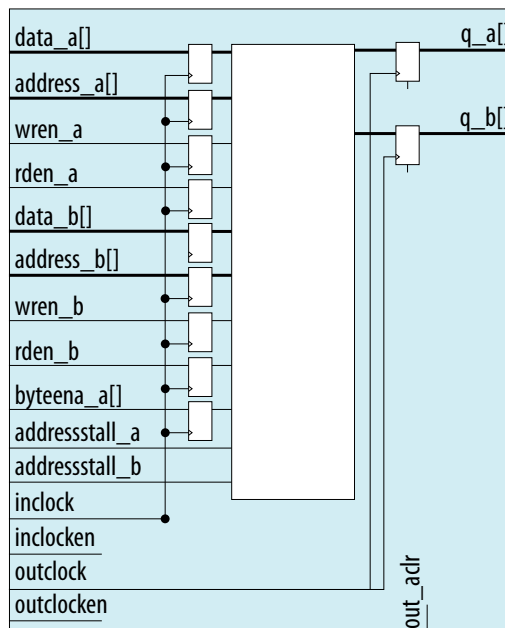 data_a[]
address_a[]
wren_a
rden_a
data_b[]
address_b[]
wren_b
rden_b
byteena_a[]
addressstall_a
addressstall_b
inclock
inclocken
outclock
outclocken
q_a[]
q_b[]
out_aclr